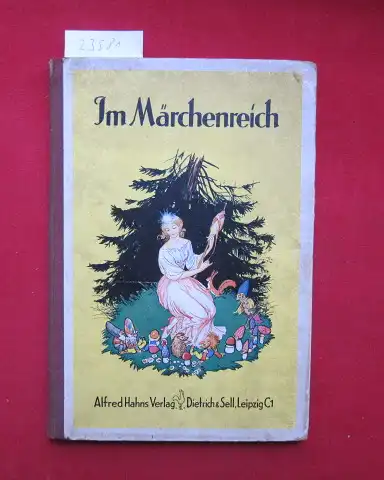 23581
Im Märchenreich
Alfred Hahns Verlag Dietrich & Sell, Leipzig C1